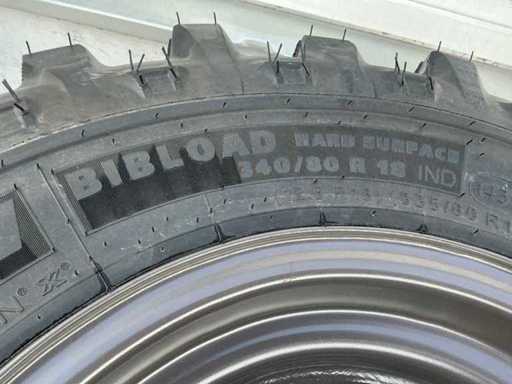 BIBLOAD HARD SURFACE
340/80 R 18 IND
N® X®